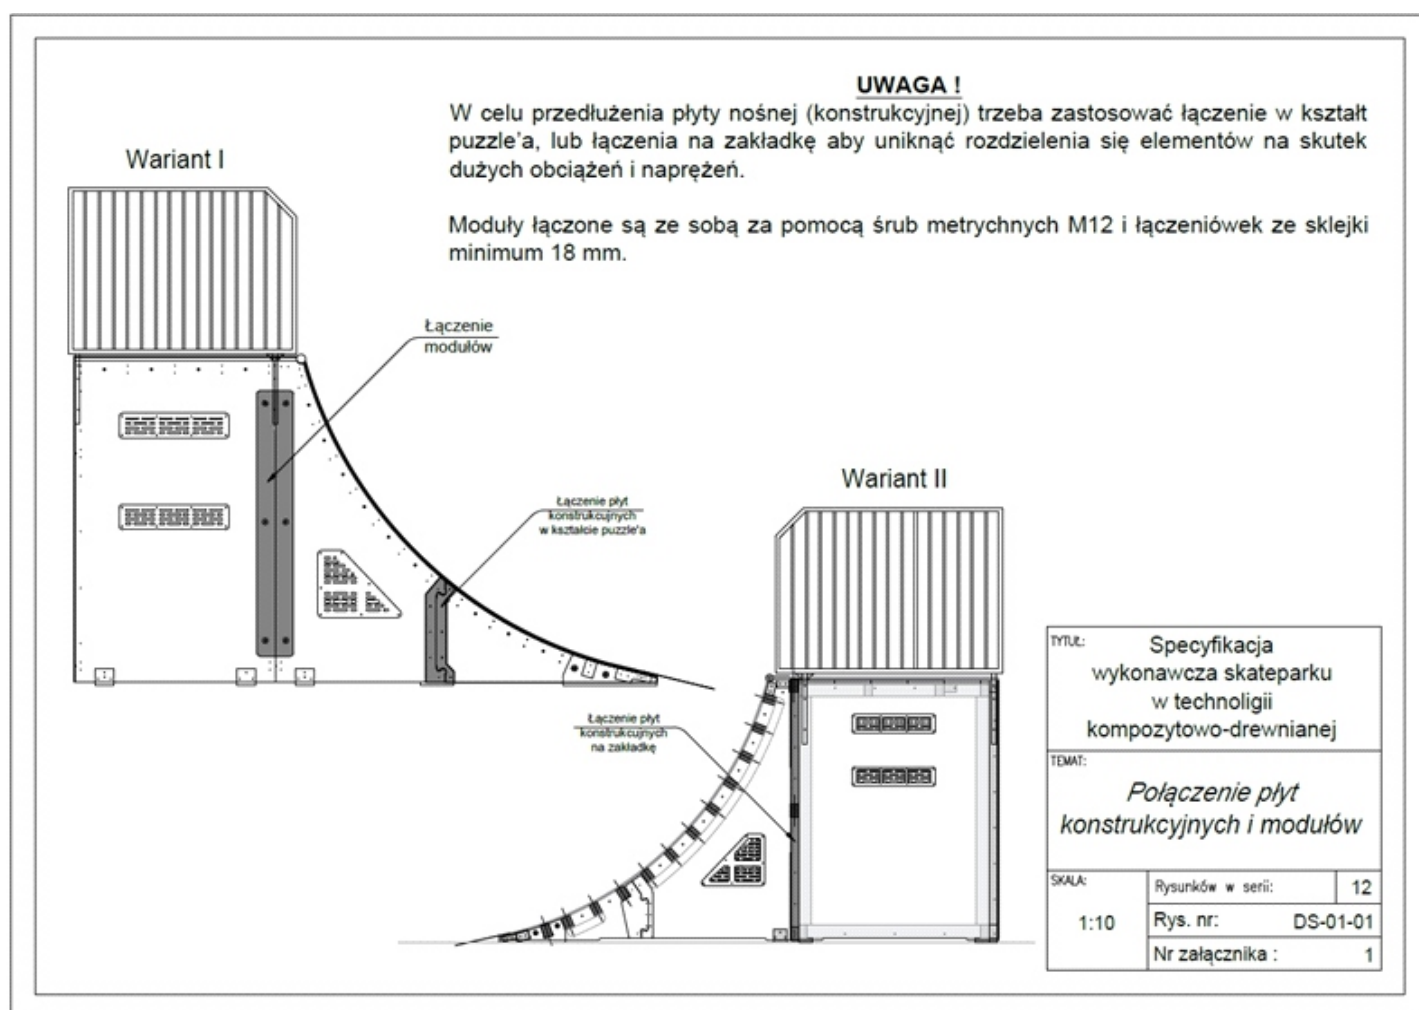 UWAGA !
W celu przedłużenia płyty nośnej (konstrukcyjnej) trzeba zastosować łączenie w kształt
puzzle'a, lub łączenia na zakładkę aby uniknąć rozdzielenia się elementów na skutek
dużych obciążeń i naprężeń.
Moduły łączone są ze sobą za pomocą śrub metrychnych M12 i łączeniówek ze sklejki
minimum 18 mm.
Wariant I
Łączenie
modułów
Łączenie płyt
konstrukcujnych
w kształcie puzzle'a
Wariant II
Łączenie płyt
konstrukcujnych
na zakładkę
TYTUŁ:
Specyfikacja
wykonawcza skateparku
w technoligii
kompozytowo-drewnianej
TEMAT:
Połączenie płyt
konstrukcyjnych i modułów
SKALA:
1:10
Rysunków w serii: 12
Rys. nr: DS-01-01
Nr załącznika : 1